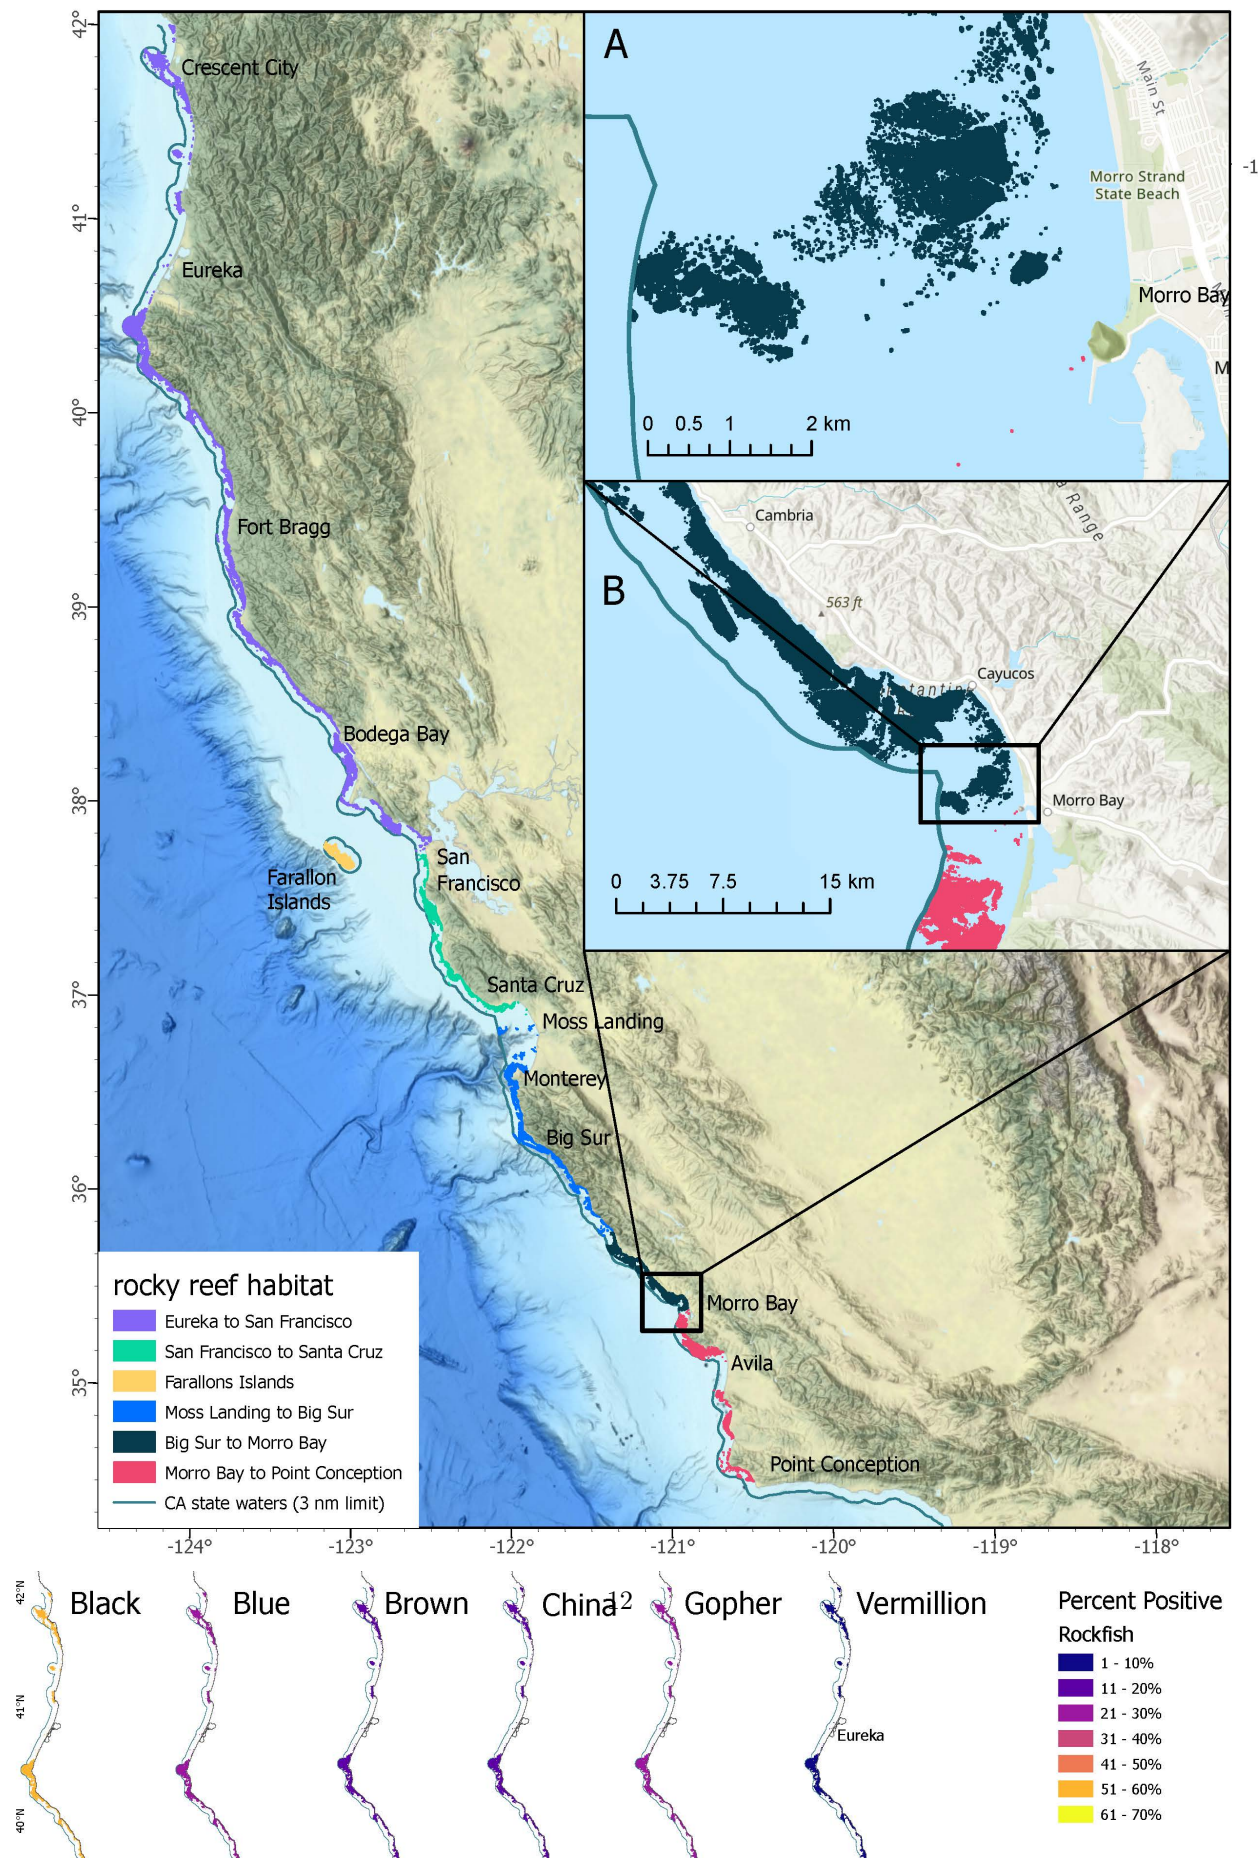 42°
41°
40°
39°
38°
37°
36°
35°
Crescent City
Eureka
Fort Bragg
Bodega Bay
San
Francisco
Farallon
Islands
Santa Cruz
Moss Landing
Monterey
Big Sur
Morro Bay
Avila
Point Conception
A
Main St
Morro Strand
State Beach
Morro Bay
M
0 0.5 1 2 km
-1
B
Cambria
a Range
563 ft
Cayucos
Morro Bay
0 3.75 7.5 15 km
rocky reef habitat
Eureka to San Francisco
San Francisco to Santa Cruz
Farallons Islands
Moss Landing to Big Sur
Big Sur to Morro Bay
Morro Bay to Point Conception
CA state waters (3 nm limit)
-124° -123° -122° -121° -120° -119° -118°
42°N
41°N
40°N
Black Blue Brown China Gopher Vermillion
12
Eureka
Percent Positive
Rockfish
1 - 10%
11 - 20%
21 - 30%
31 - 40%
41 - 50%
51 - 60%
61 - 70%